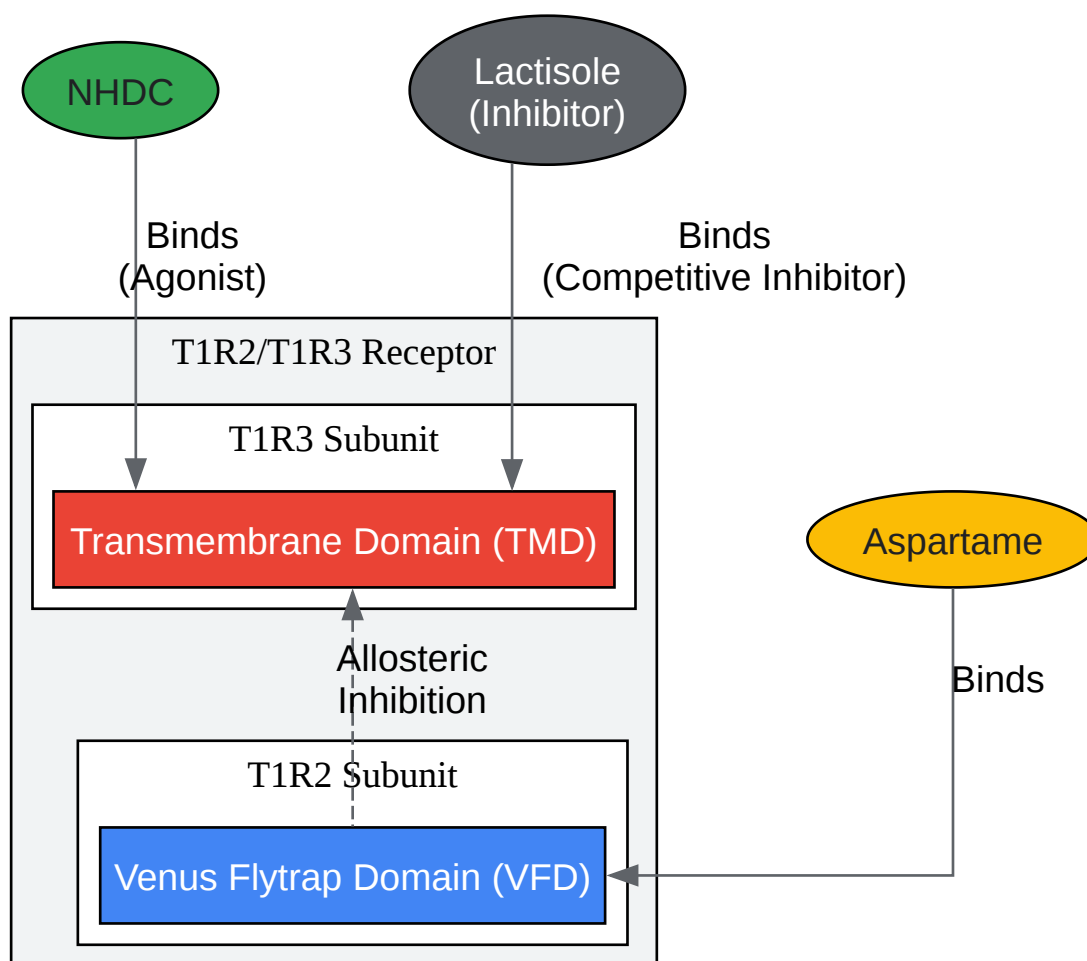 NHDC
Lactisole
(Inhibitor)
Binds
(Agonist)
Binds
(Competitive Inhibitor)
T1R2/T1R3 Receptor
T1R3 Subunit
Transmembrane Domain (TMD)
Aspartame
Allosteric
Inhibition
Binds
T1R2 Subunit
Venus Flytrap Domain (VFD)